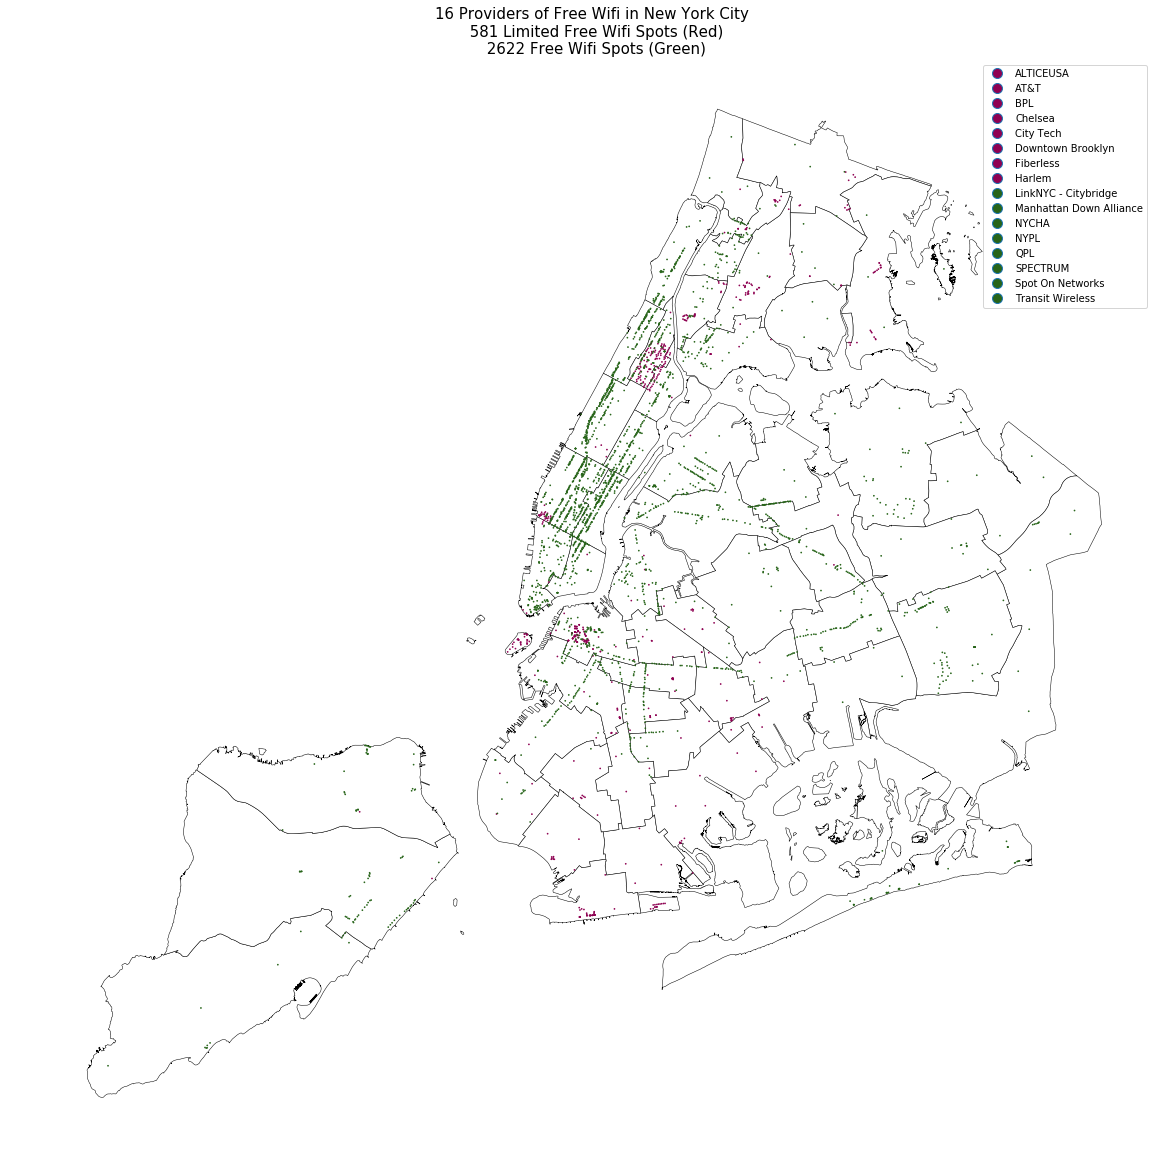 16 Providers of Free Wifi in New York City
581 Limited Free Wifi Spots (Red)
2622 Free Wifi Spots (Green)
ALTICEUSA
AT&T
BPL
Chelsea
City Tech
Downtown Brooklyn
Fiberless
Harlem
LinkNYC - Citybridge
Manhattan Down Alliance
NYCHA
NYPL
QPL
SPECTRUM
Spot On Networks
Transit Wireless